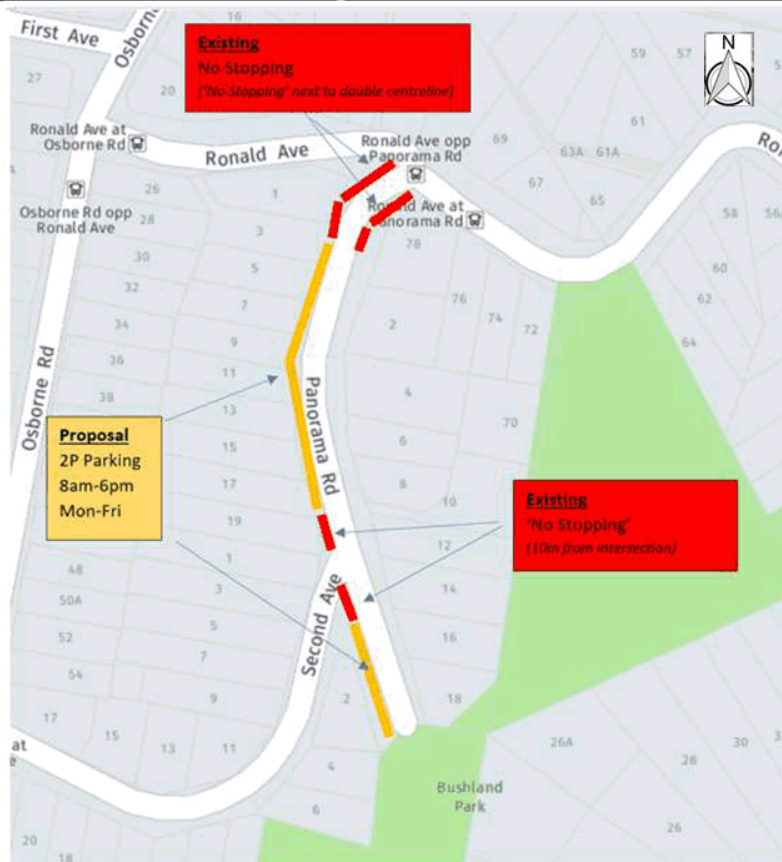 First Ave
Osborne
16
59
57
27
20
61
Existing
No Stopping
('No-Stopping' next to double centreline)
N
Ronald Ave at
Osborne Rd
Ronald Ave
Ronald Ave opp
Panorama Rd
69
63A
61A
67
65
Osborne Rd opp
Ronald Ave
26
28
1
3
Ronald Ave at
Panorama Rd
78
58
56
30
32
5
60
62
64
34
36
38
7
9
11
13
15
17
19
76
74
72
2
4
6
8
70
10
12
14
16
18
Osborne Rd
Panorama Rd
Proposal
2P Parking
8am-6pm
Mon-Fri
Existing
'No Stopping'
(10m from intersection)
48
50A
52
54
17
15
13
11
1
3
5
7
9
Second Ave
2
4
6
at
Bushland
Park
26A
28
30
26
20
18